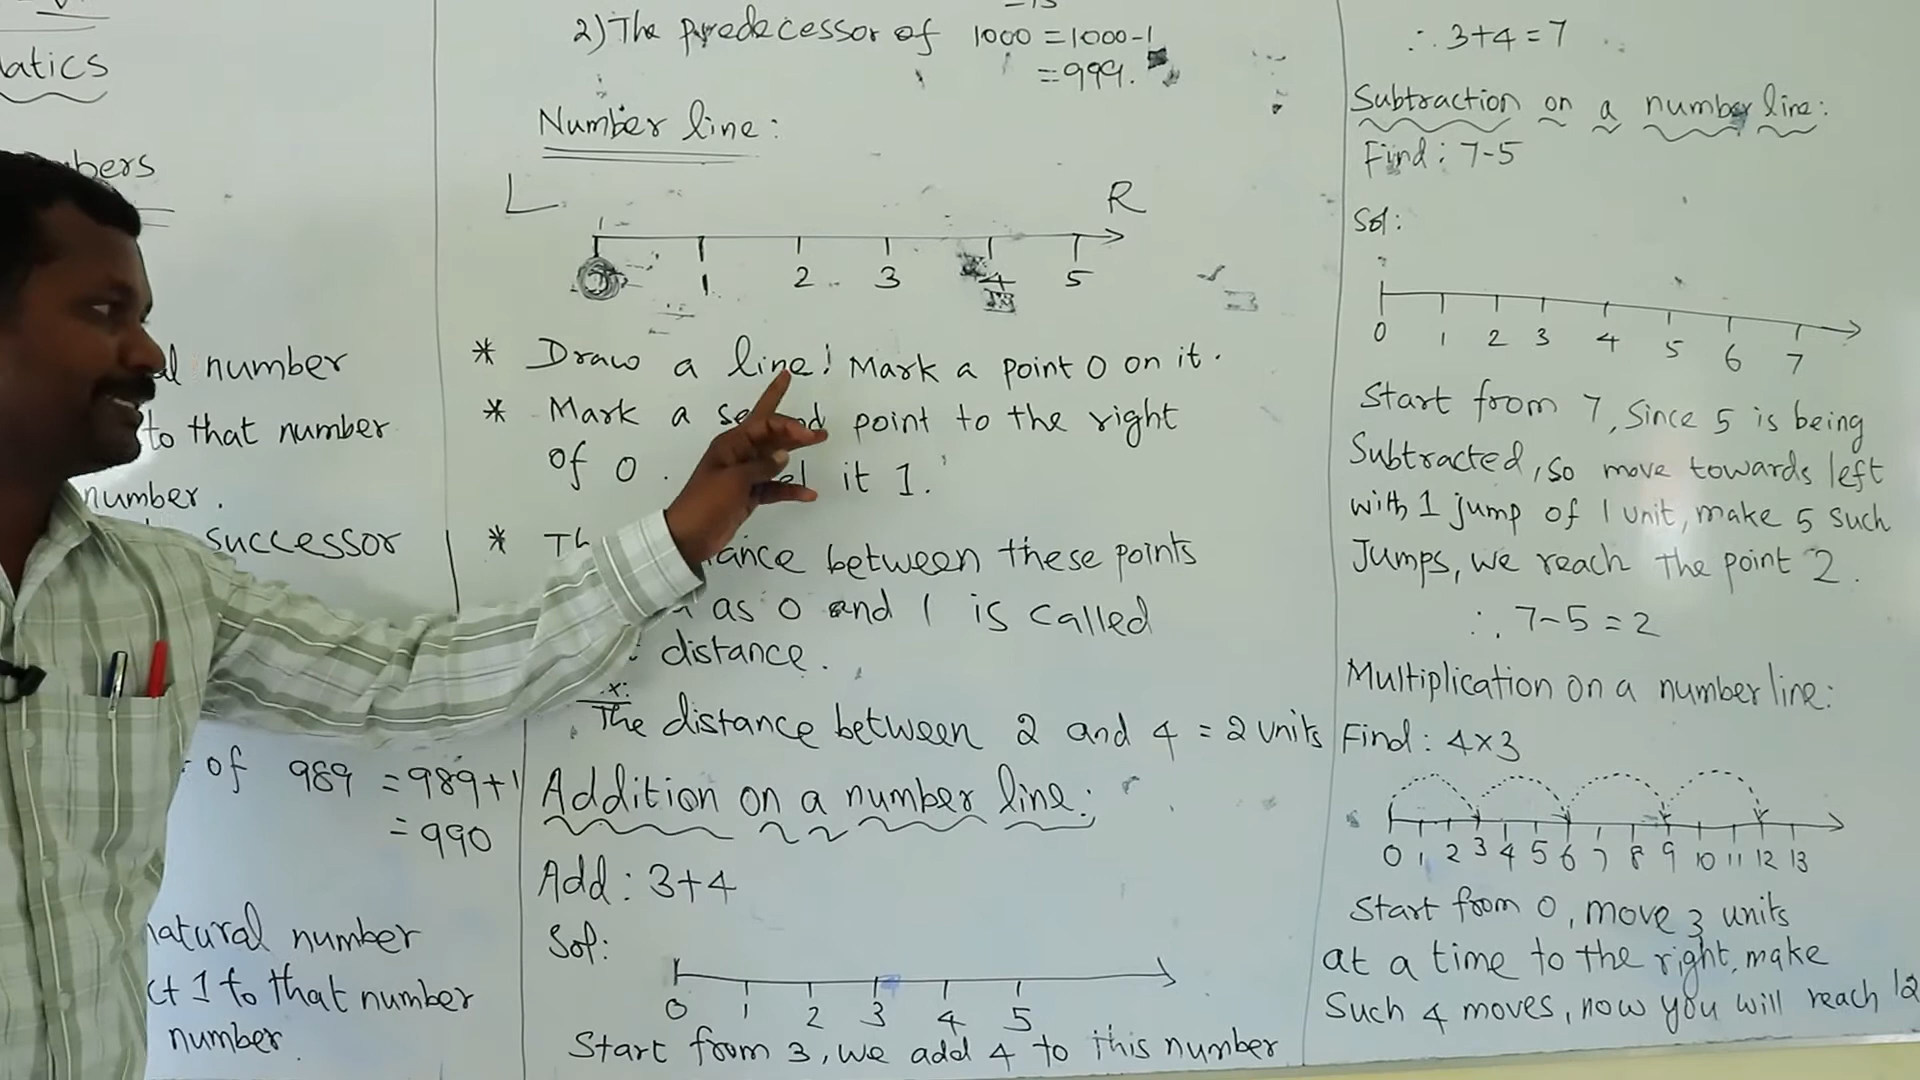 atics
bers
al number
to that number
number.
successor
of 989 = 989+1
= 990
natural number
ct 1 to that number
number.
2) The predecessor of 1000 = 1000-1
= 999.
Number line:
L R
1 2 3 4 5
* Draw a line! Mark a point 0 on it.
* Mark a second point to the right
of 0. it 1.
* Th ance between these points
as 0 and 1 is called
distance.
x:
The distance between 2 and 4 = 2 units
Addition on a number line:
Add: 3+4
Sol:
0 1 2 3 4 5
Start from 3, we add 4 to this number
∴ 3+4 = 7
Subtraction on a number line:
Find: 7-5
Sol:
0 1 2 3 4 5 6 7
Start from 7, Since 5 is being
Subtracted, so move towards left
with 1 jump of 1 unit, make 5 such
Jumps, we reach the point 2.
∴ 7-5 = 2
Multiplication on a number line:
Find: 4x3
0 1 2 3 4 5 6 7 8 9 10 11 12 13
Start from 0, move 3 units
at a time to the right, make
Such 4 moves, now you will reach 12